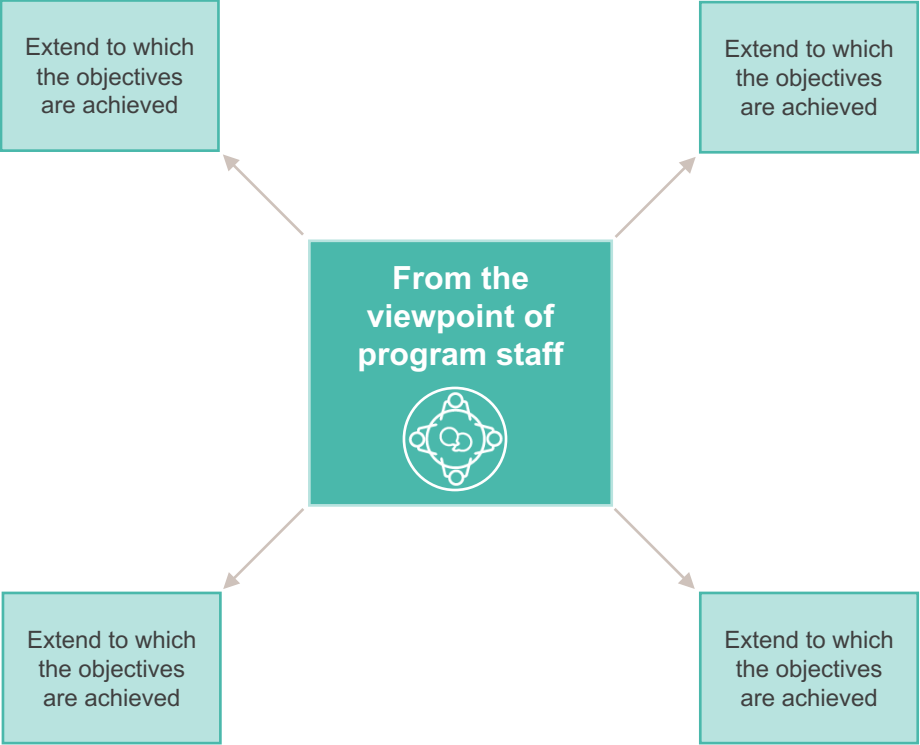 Extend to which
the objectives
are achieved
Extend to which
the objectives
are achieved
From the
viewpoint of
program staff
Extend to which
the objectives
are achieved
Extend to which
the objectives
are achieved